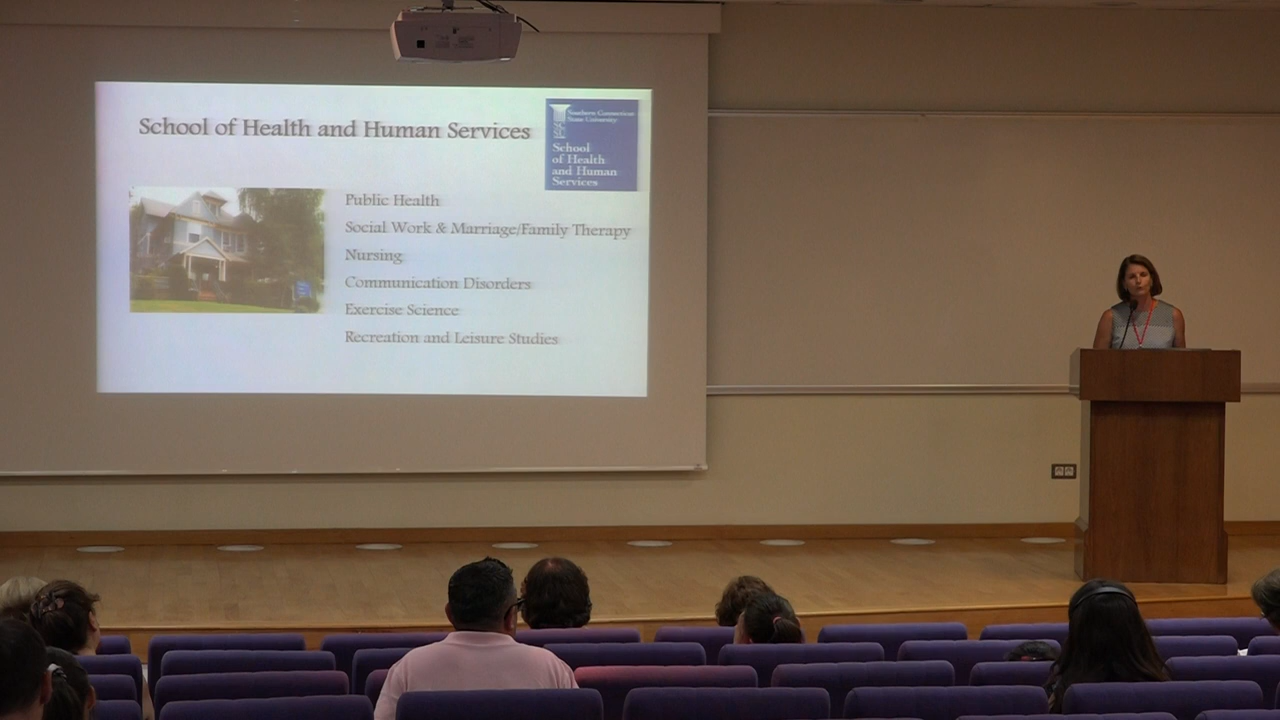 School of Health and Human Services
Southern Connecticut
State University
School
of Health
and Human
Services
Public Health
Social Work & Marriage/Family Therapy
Nursing
Communication Disorders
Exercise Science
Recreation and Leisure Studies